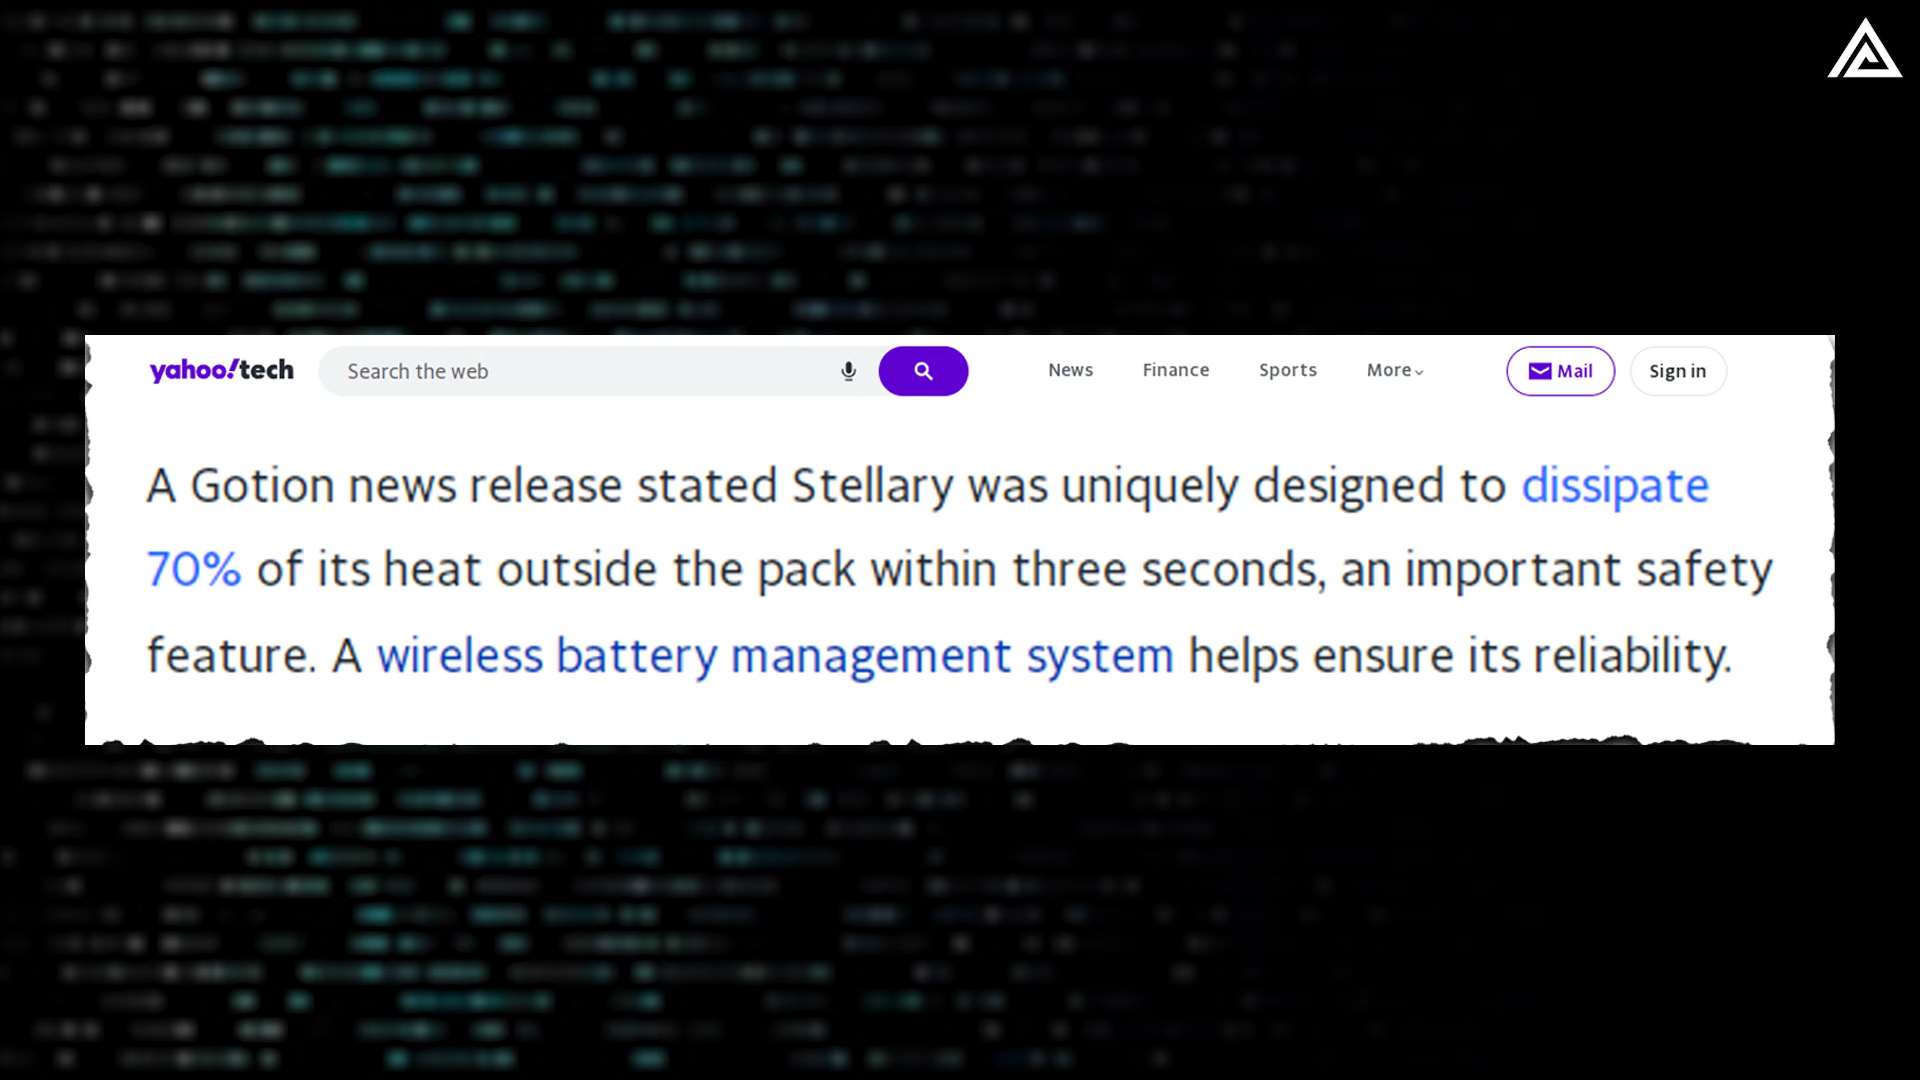 yahoo!tech Search the web News Finance Sports More Mail Sign in
A Gotion news release stated Stellary was uniquely designed to dissipate
70% of its heat outside the pack within three seconds, an important safety
feature. A wireless battery management system helps ensure its reliability.